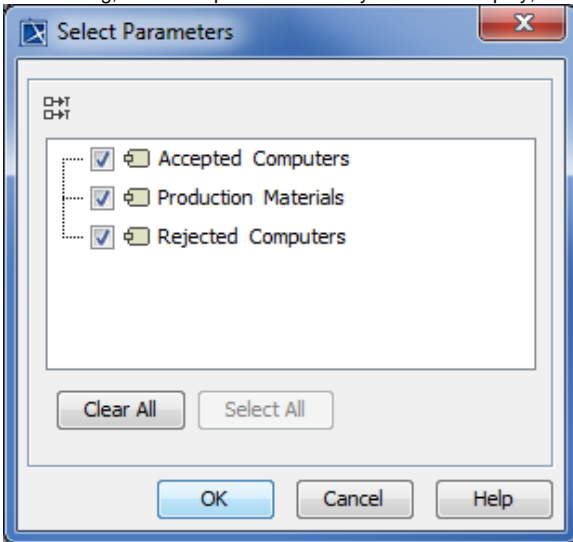 Select Parameters
Accepted Computers
Production Materials
Rejected Computers
Clear All Select All
OK Cancel Help